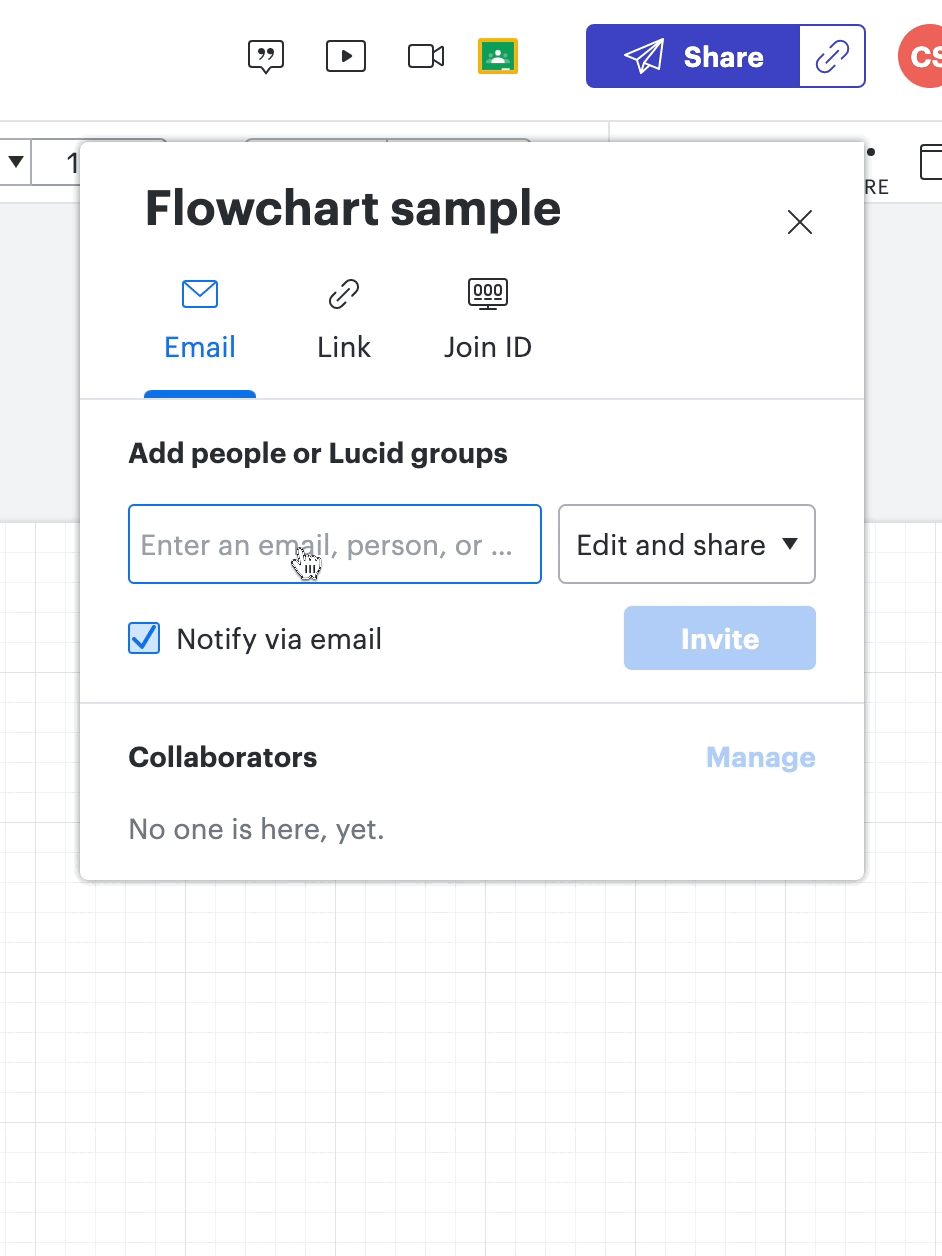 Share
CS
1
RE
Flowchart sample
Email Link Join ID
Add people or Lucid groups
Enter an email, person, or ...
Edit and share
Notify via email
Invite
Collaborators
Manage
No one is here, yet.